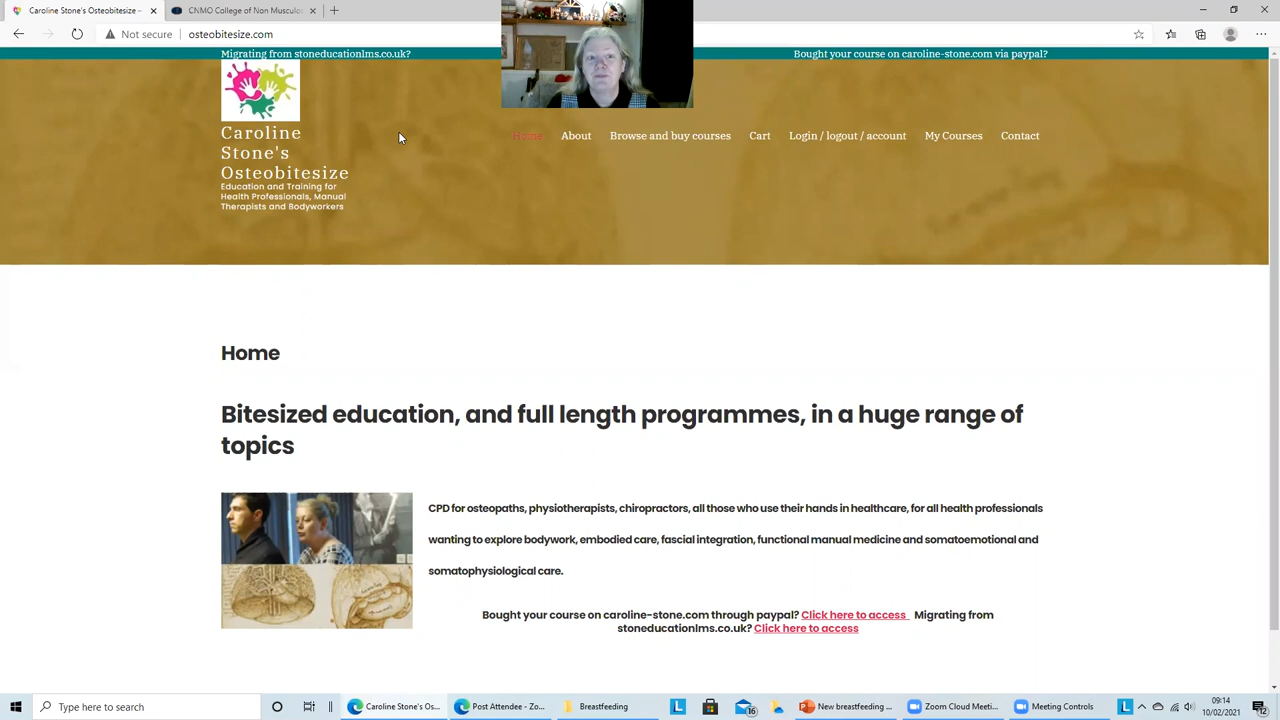 Caroline Stone's Osteobitesize –
CNMO College of Non Musculos
Not secure
osteobitesize.com
Migrating from stoneducationlms.co.uk?
Bought your course on caroline-stone.com via paypal?
Caroline
Stone's
Osteobitesize
Education and Training for
Health Professionals, Manual
Therapists and Bodyworkers
Home
About
Browse and buy courses
Cart
Login / logout / account
My Courses
Contact
Home
Bitesized education, and full length programmes, in a huge range of
topics
CPD for osteopaths, physiotherapists, chiropractors, all those who use their hands in healthcare, for all health professionals
wanting to explore bodywork, embodied care, fascial integration, functional manual medicine and somatoemotional and
somatophysiological care.
Bought your course on caroline-stone.com through paypal? Click here to access Migrating from
stoneducationlms.co.uk? Click here to access
Type here to search
Caroline Stone's Os...
Post Attendee - Zo...
Breastfeeding
16
New breastfeeding ...
Zoom Cloud Meeti...
Meeting Controls
09:14
10/02/2021